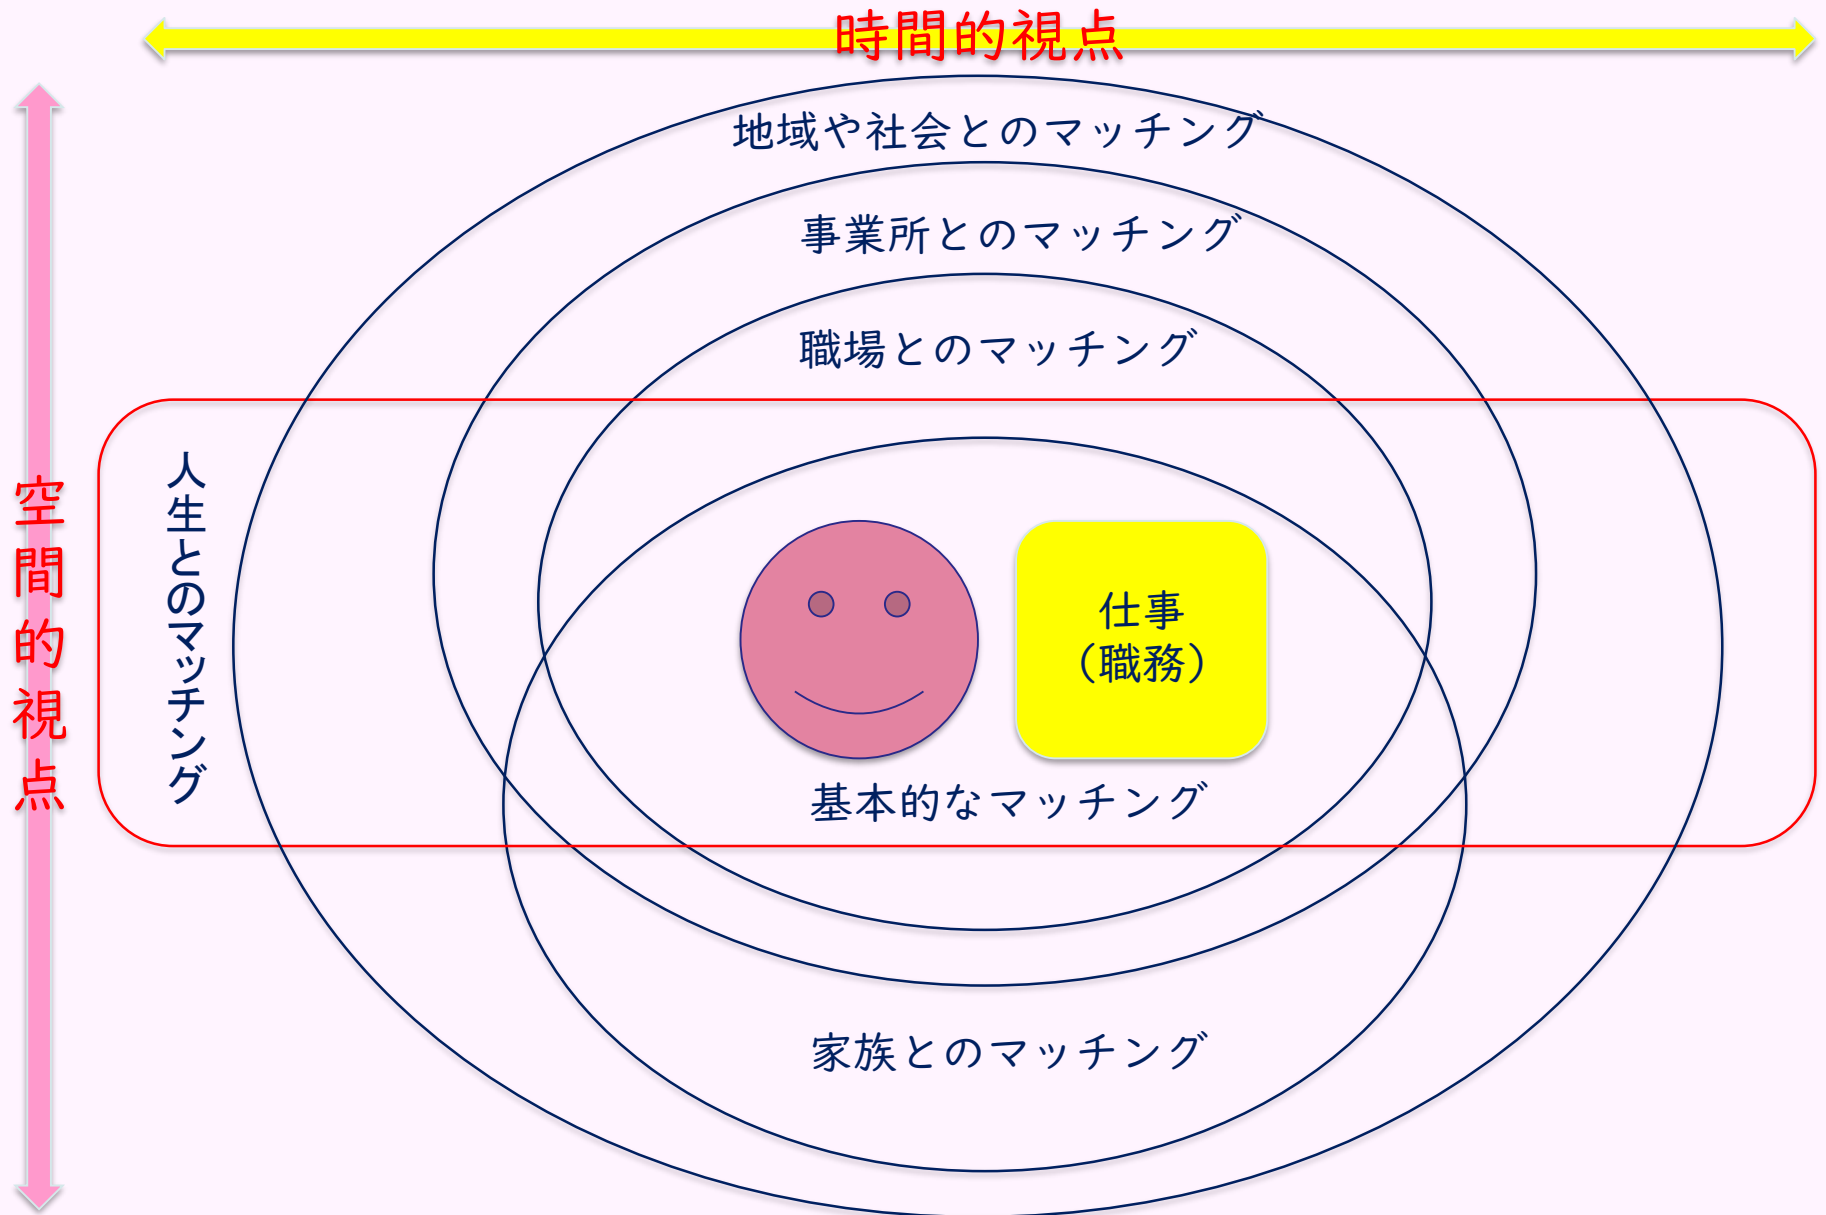 時間的視点
地域や社会とのマッチング
事業所とのマッチング
職場とのマッチング
空間的視点
人生とのマッチング
仕事
（職務）
基本的なマッチング
家族とのマッチング